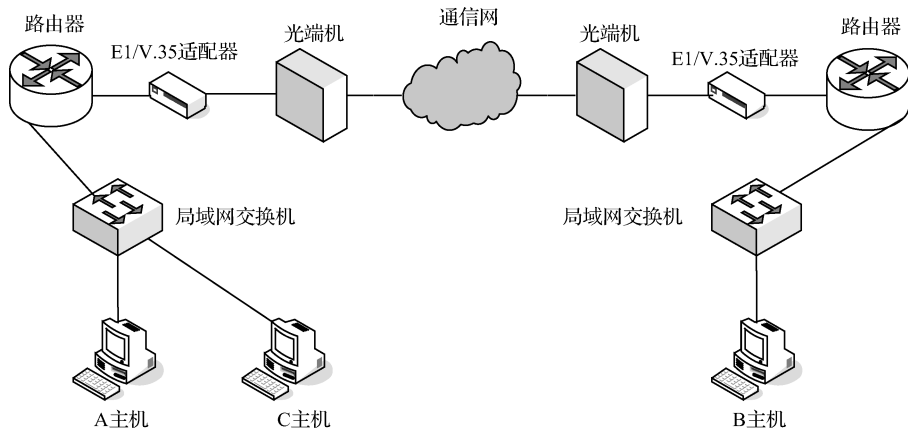 路由器
E1/V.35适配器
光端机
通信网
光端机
E1/V.35适配器
路由器
局域网交换机
局域网交换机
A主机
C主机
B主机